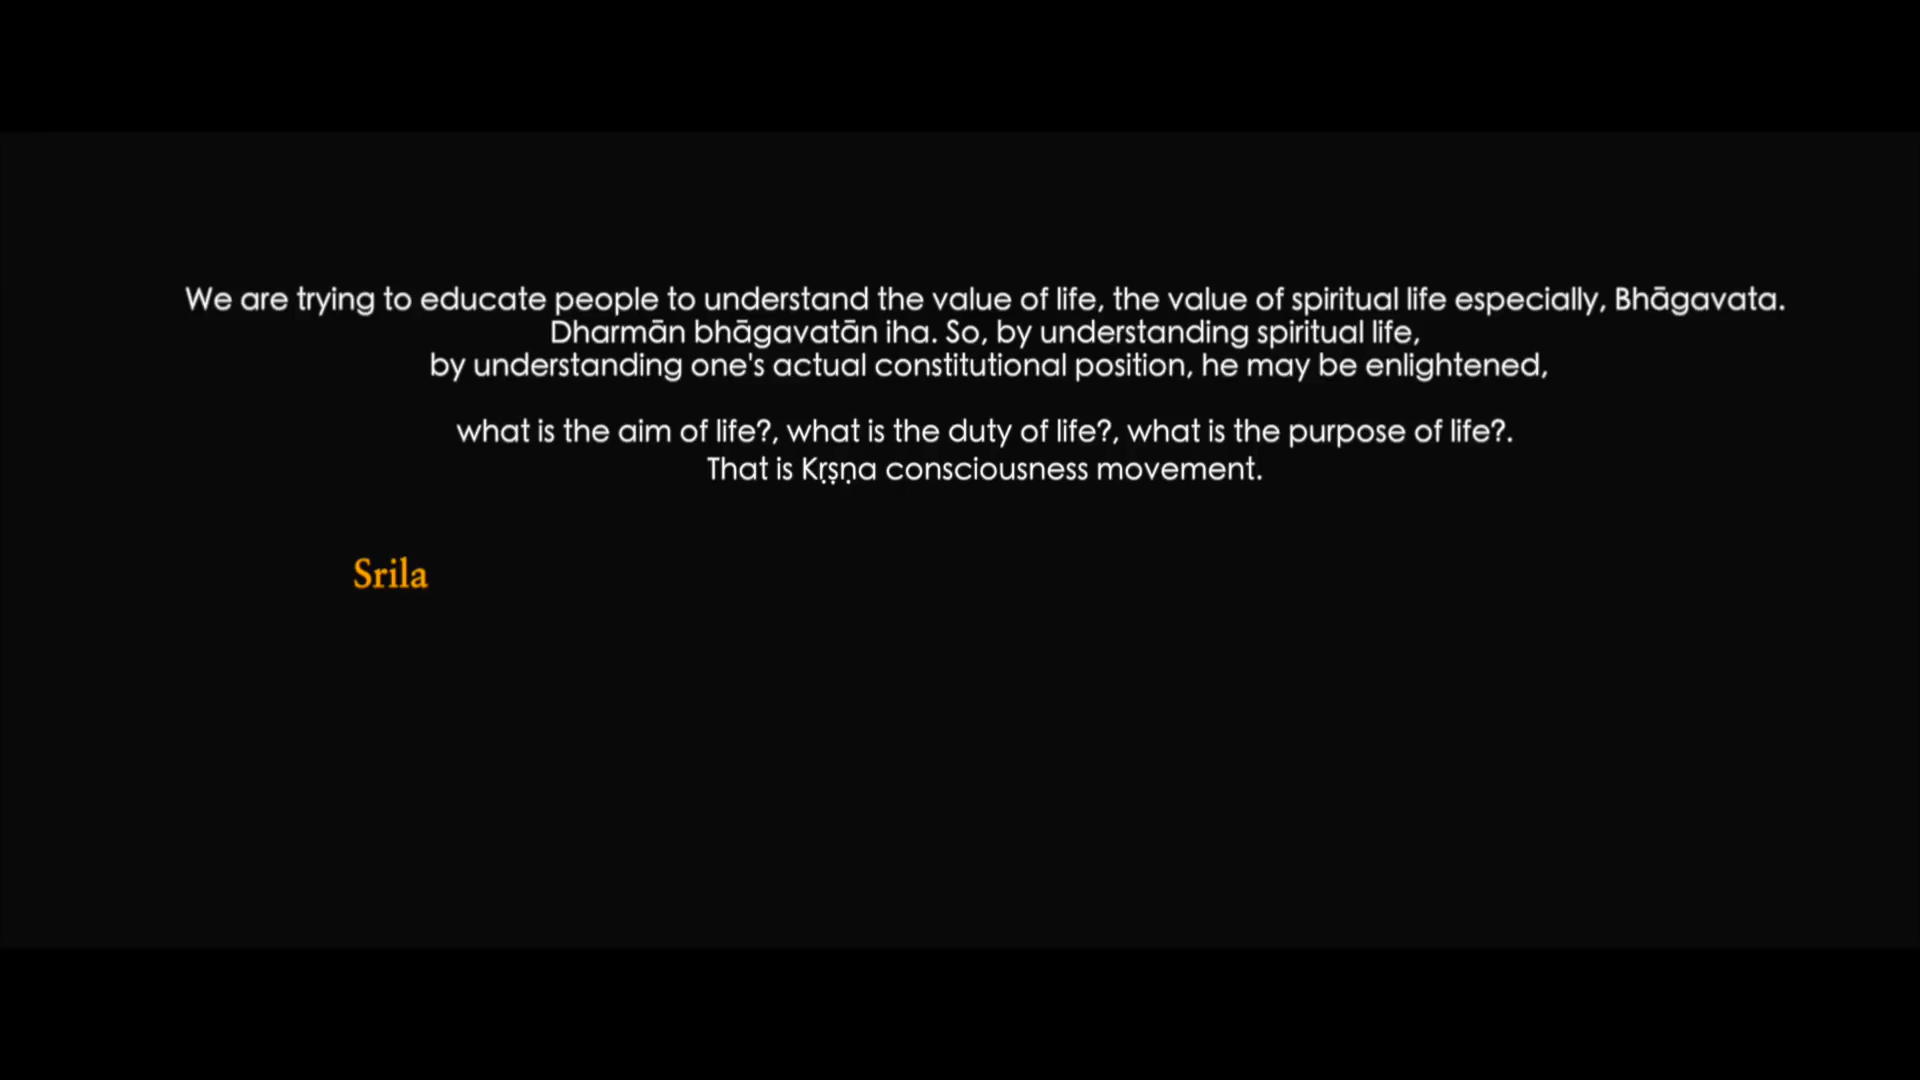 We are trying to educate people to understand the value of life, the value of spiritual life especially, Bhāgavata.
Dharmān bhāgavatān iha. So, by understanding spiritual life,
by understanding one's actual constitutional position, he may be enlightened,
what is the aim of life?, what is the duty of life?, what is the purpose of life?.
That is Kṛṣṇa consciousness movement.
Srila